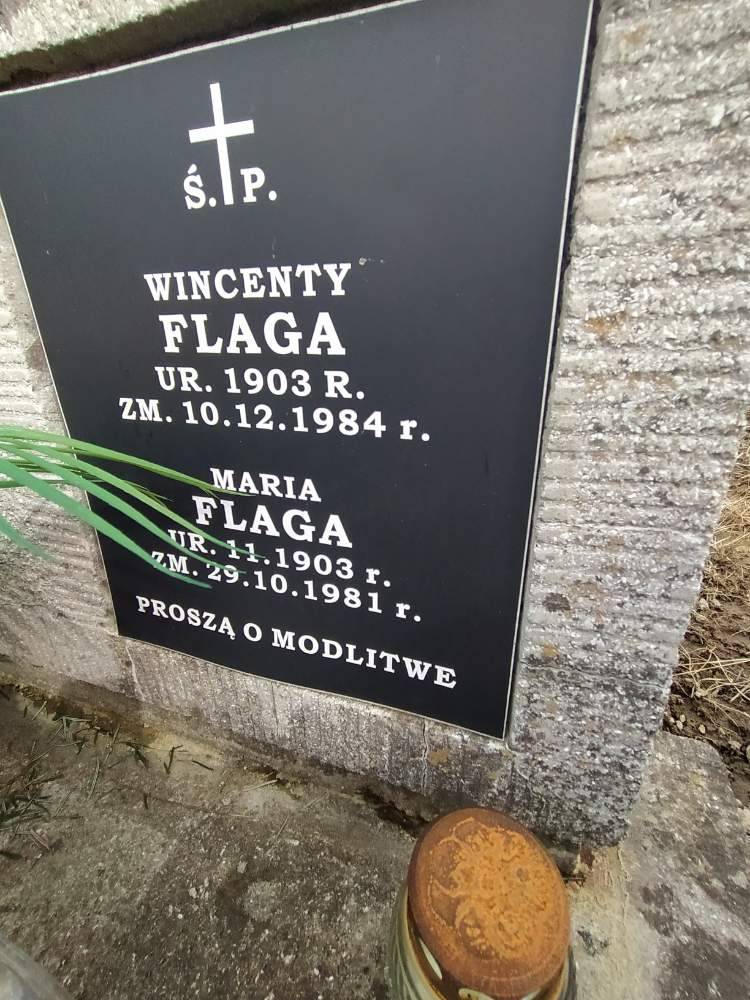 Ś. P.
WINCENTY
FLAGA
UR. 1903 R.
ZM. 10.12.1984 r.
MARIA
FLAGA
UR. 11.1903 r.
ZM. 29.10.1981 r.
PROSZĄ O MODLITWE